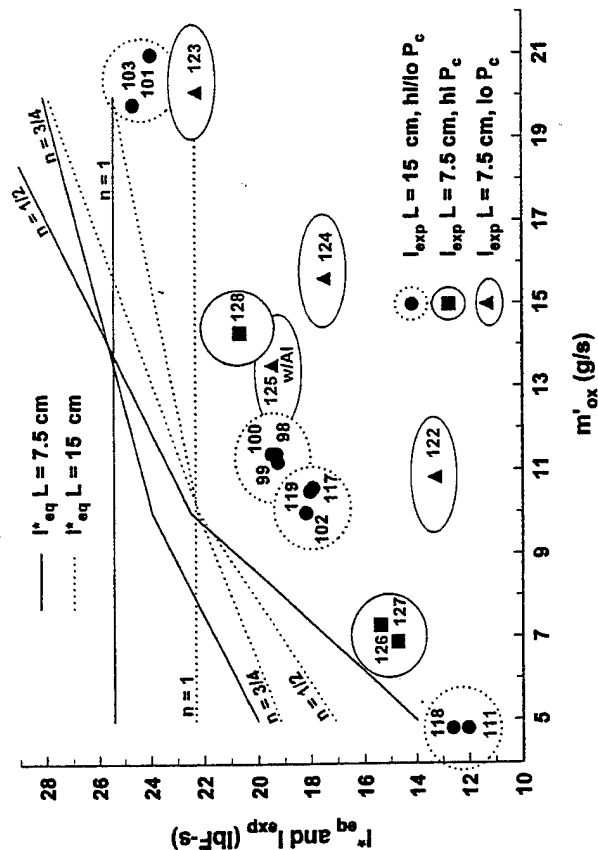 I*eq L = 7.5 cm
I*eq L = 15 cm
n = 1/2
n = 3/4
n = 1
n = 1
n = 3/4
n = 1/2
103
101
123
128
124
125
w/Al
100
99
98
119
102
117
122
126
127
118
111
Iexp L = 15 cm, hi/lo Pc
Iexp L = 7.5 cm, hi Pc
Iexp L = 7.5 cm, lo Pc
I*eq and Iexp (lbF-s)
28
26
24
22
20
18
16
14
12
10
5
7
9
11
13
15
17
19
21
m'ox (g/s)